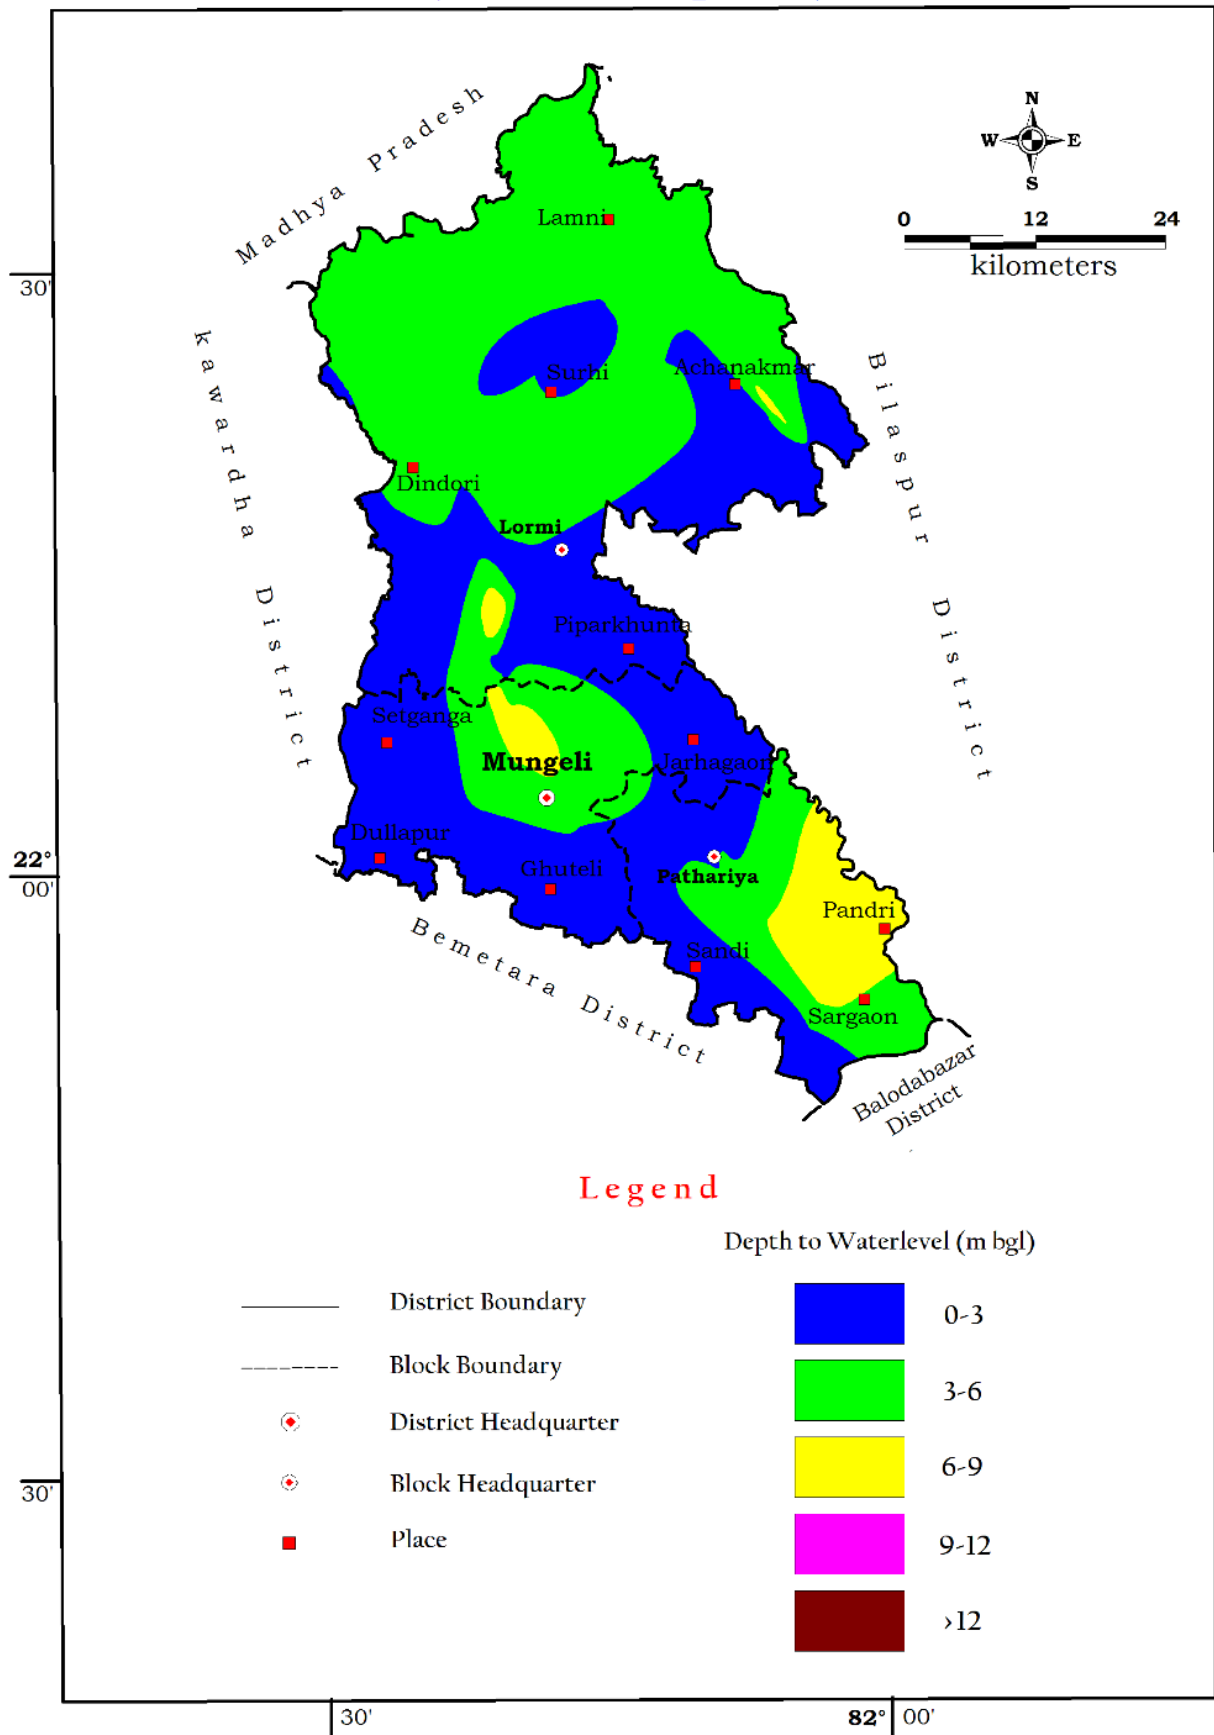 N
W E
S
0 12 24
kilometers
Madhya Pradesh
Lamni
30'
kawardha District
Bilaspur District
Surhi
Achanakmar
Dindori
Lormi
Piparkhunta
Setganga
Mungeli
Jarhagaon
Dullapur
22°
00'
Ghuteli
Pathariya
Pandri
Bemetara District
Sandi
Sargaon
Balodabazar
District
Legend
Depth to Waterlevel (m bgl)
District Boundary
0-3
Block Boundary
3-6
District Headquarter
Block Headquarter
6-9
Place
9-12
>12
30'
30'
82° 00'